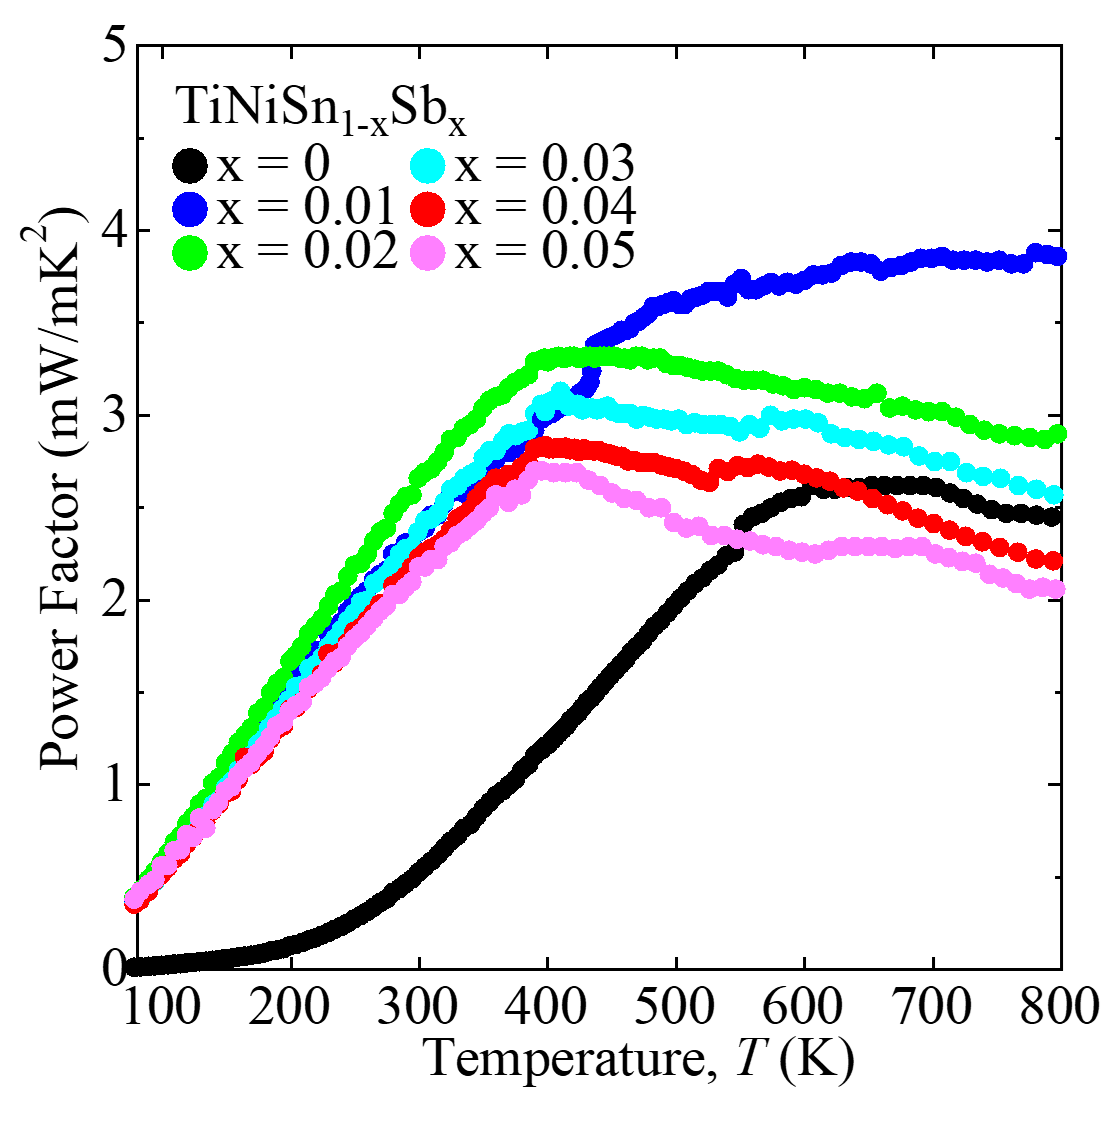 5
4
3
2
1
0
Power Factor (mW/mK²)
TiNiSn₁₋ₓSbₓ
x = 0
x = 0.01
x = 0.02
x = 0.03
x = 0.04
x = 0.05
100 200 300 400 500 600 700 800
Temperature, T (K)